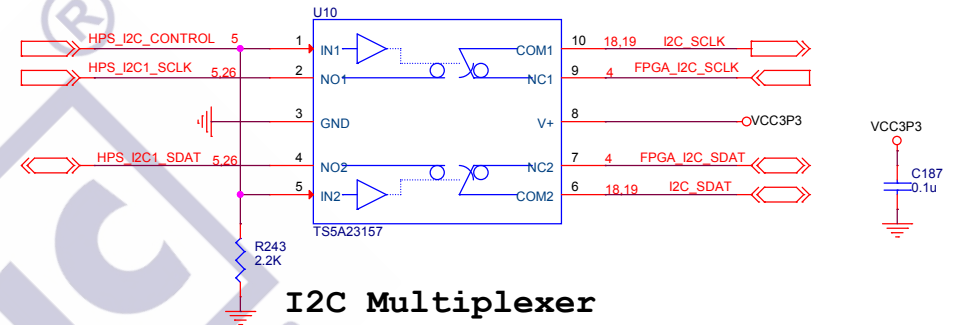 U10
HPS_I2C_CONTROL 5 1 IN1 COM1 10 18,19 I2C_SCLK
HPS_I2C1_SCLK 5,26 2 NO1 NC1 9 4 FPGA_I2C_SCLK
3 GND V+ 8 VCC3P3
VCC3P3
HPS_I2C1_SDAT 5,26 4 NO2 NC2 7 4 FPGA_I2C_SDAT
5 IN2 COM2 6 18,19 I2C_SDAT
C187
0.1u
TS5A23157
R243
2.2K
I2C Multiplexer